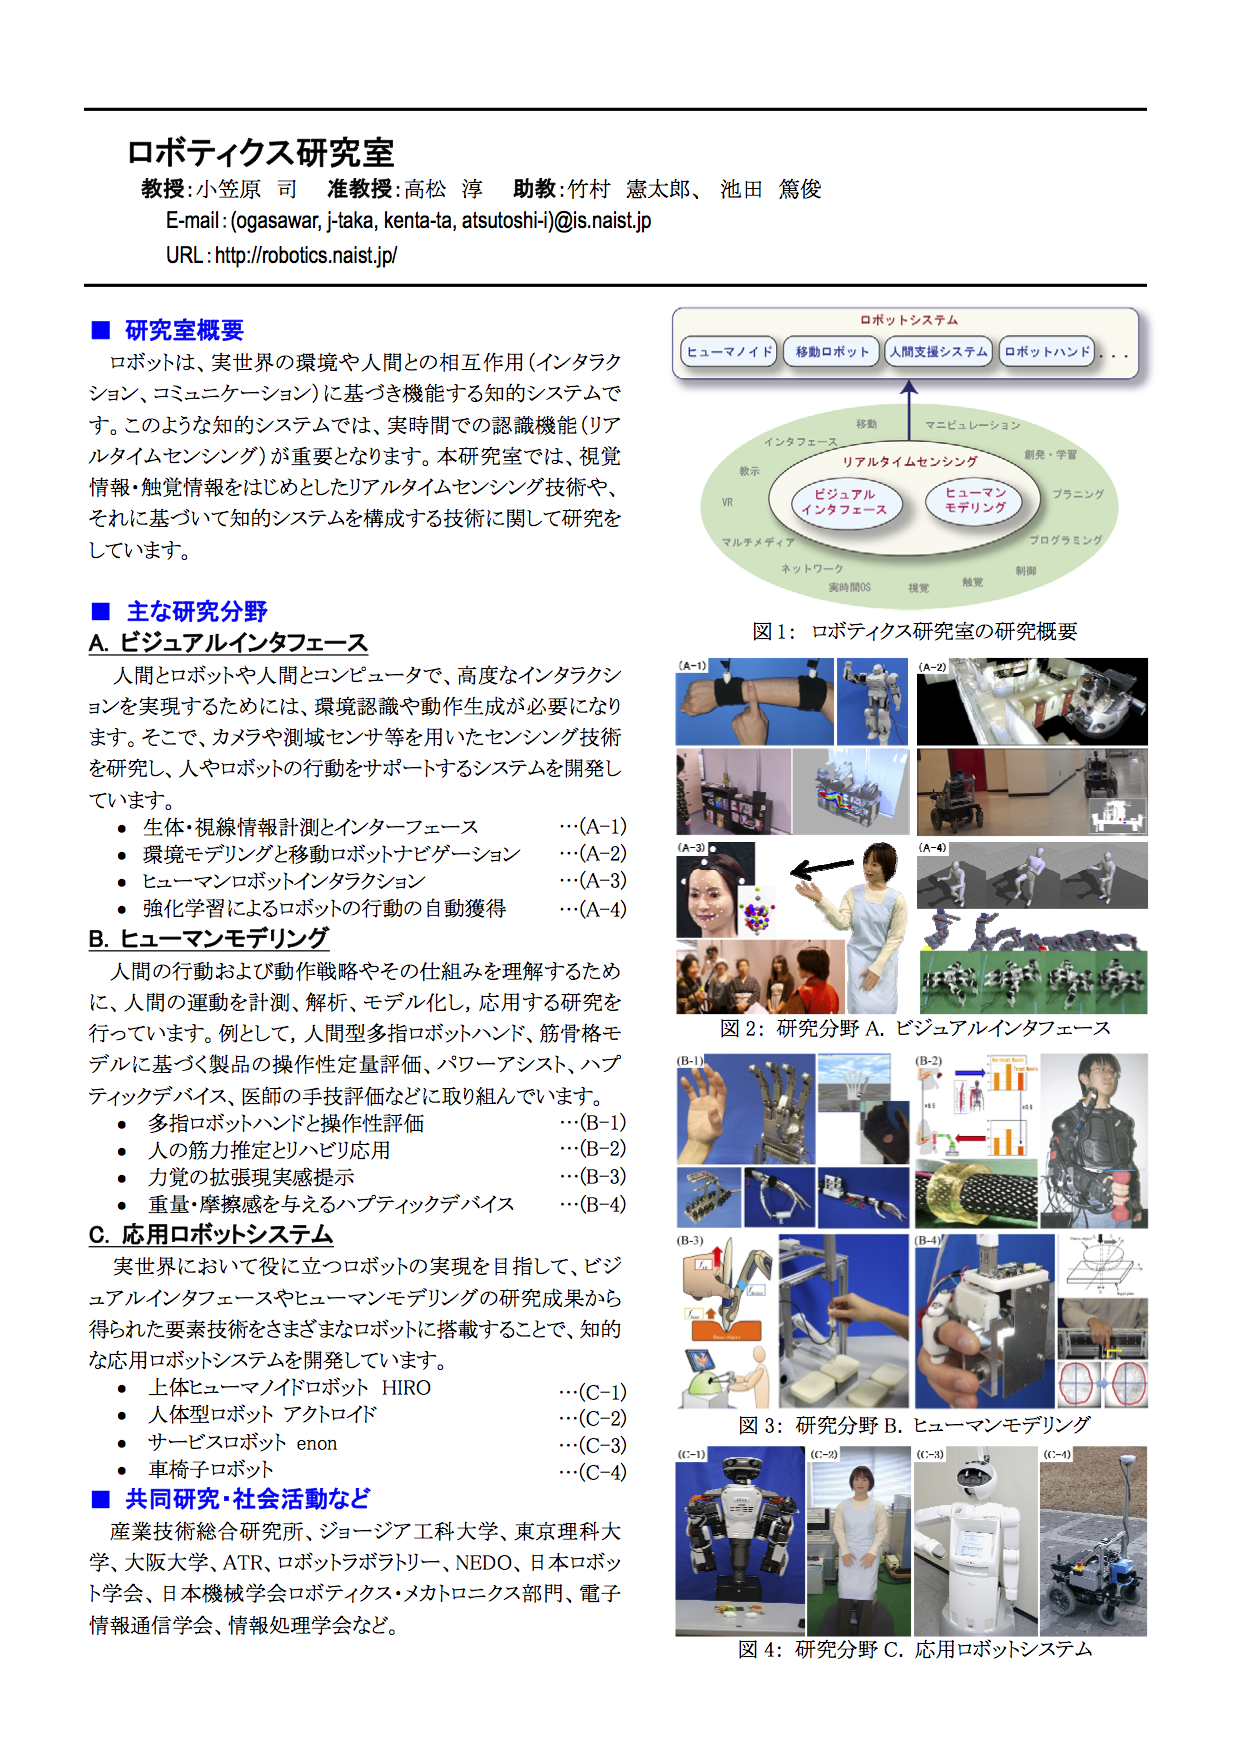 ロボティクス研究室
教授:小笠原 司 准教授:高松 淳 助教:竹村 憲太郎、 池田 篤俊
E-mail : (ogasawar, j-taka, kenta-ta, atsutoshi-i)@is.naist.jp
URL : http://robotics.naist.jp/
■ 研究室概要
ロボットは、実世界の環境や人間との相互作用(インタラク
ション、コミュニケーション)に基づき機能する知的システムで
す。このような知的システムでは、実時間での認識機能(リア
ルタイムセンシング)が重要となります。本研究室では、視覚
情報・触覚情報をはじめとしたリアルタイムセンシング技術や、
それに基づいて知的システムを構成する技術に関して研究を
しています。
■ 主な研究分野
A. ビジュアルインタフェース
人間とロボットや人間とコンピュータで、高度なインタラクシ
ョンを実現するためには、環境認識や動作生成が必要になり
ます。そこで、カメラや測域センサ等を用いたセンシング技術
を研究し、人やロボットの行動をサポートするシステムを開発し
ています。
● 生体・視線情報計測とインターフェース …(A-1)
● 環境モデリングと移動ロボットナビゲーション …(A-2)
● ヒューマンロボットインタラクション …(A-3)
● 強化学習によるロボットの行動の自動獲得 …(A-4)
B. ヒューマンモデリング
人間の行動および動作戦略やその仕組みを理解するため
に、人間の運動を計測、解析、モデル化し, 応用する研究を
行っています。例として, 人間型多指ロボットハンド、筋骨格モ
デルに基づく製品の操作性定量評価、パワーアシスト、ハプ
ティックデバイス、医師の手技評価などに取り組んでいます。
● 多指ロボットハンドと操作性評価 …(B-1)
● 人の筋力推定とリハビリ応用 …(B-2)
● 力覚の拡張現実感提示 …(B-3)
● 重量・摩擦感を与えるハプティックデバイス …(B-4)
C. 応用ロボットシステム
実世界において役に立つロボットの実現を目指して、ビジ
ュアルインタフェースやヒューマンモデリングの研究成果から
得られた要素技術をさまざまなロボットに搭載することで、知的
な応用ロボットシステムを開発しています。
● 上体ヒューマノイドロボット HIRO …(C-1)
● 人体型ロボット アクトロイド …(C-2)
● サービスロボット enon …(C-3)
● 車椅子ロボット …(C-4)
■ 共同研究・社会活動など
産業技術総合研究所、ジョージア工科大学、東京理科大
学、大阪大学、ATR、ロボットラボラトリー、NEDO、日本ロボッ
ト学会、日本機械学会ロボティクス・メカトロニクス部門、電子
情報通信学会、情報処理学会など。
ロボットシステム
ヒューマノイド 移動ロボット 人間支援システム ロボットハンド . . .
移動 マニピュレーション
インタフェース 創発・学習
リアルタイムセンシング
教示
VR ビジュアル
インタフェース ヒューマン
モデリング プラニング
マルチメディア プログラミング
ネットワーク 制御
実時間OS 視覚 触覚
図 1: ロボティクス研究室の研究概要
(A-1) (A-2)
(A-3) (A-4)
図 2: 研究分野 A. ビジュアルインタフェース
(B-1) (B-2)
(B-3) (B-4)
図 3: 研究分野 B. ヒューマンモデリング
(C-1) (C-2) (C-3) (C-4)
図 4: 研究分野 C. 応用ロボットシステム